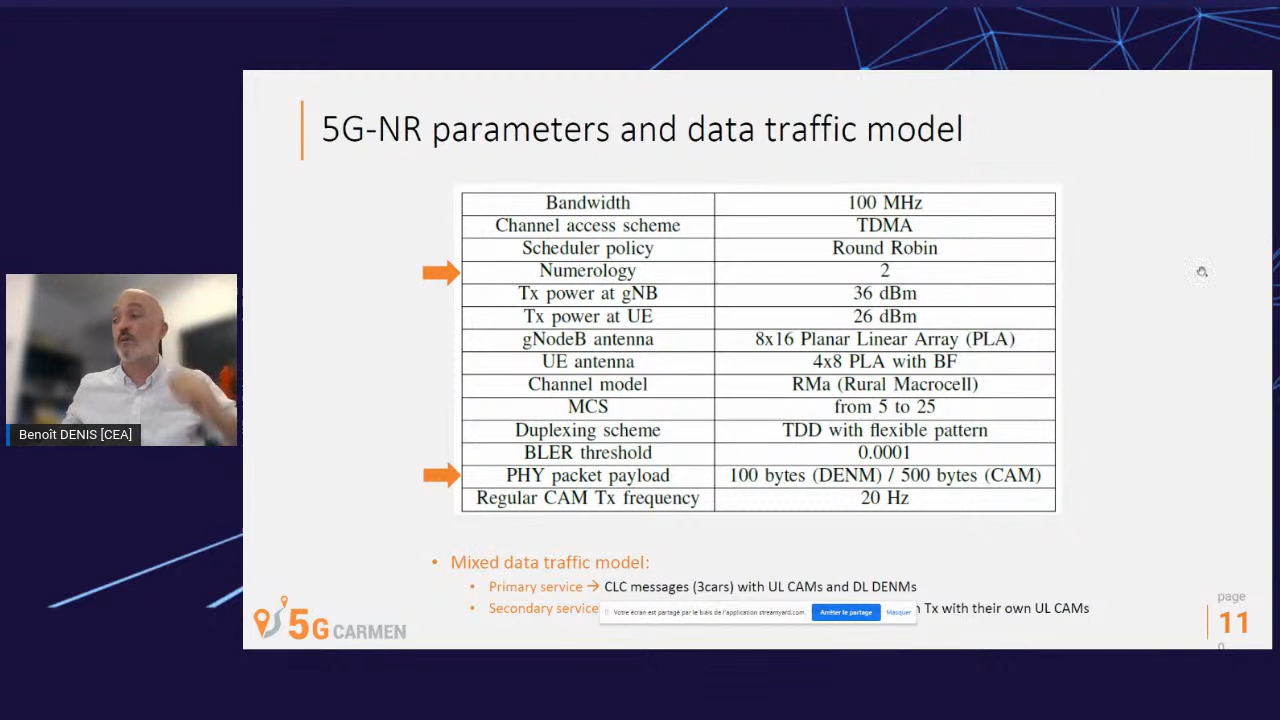 5G-NR parameters and data traffic model
Bandwidth 100 MHz
Channel access scheme TDMA
Scheduler policy Round Robin
Numerology 2
Tx power at gNB 36 dBm
Tx power at UE 26 dBm
gNodeB antenna 8x16 Planar Linear Array (PLA)
UE antenna 4x8 PLA with BF
Channel model RMa (Rural Macrocell)
MCS from 5 to 25
Duplexing scheme TDD with flexible pattern
BLER threshold 0.0001
PHY packet payload 100 bytes (DENM) / 500 bytes (CAM)
Regular CAM Tx frequency 20 Hz
Benoît DENIS [CEA]
• Mixed data traffic model:
• Primary service → CLC messages (3cars) with UL CAMs and DL DENMs
• Secondary service Tx with their own UL CAMs
Votre écran est partagé par le biais de l'application streamyard.com.
Arrêter le partage
Masquer
5G CARMEN
page
11